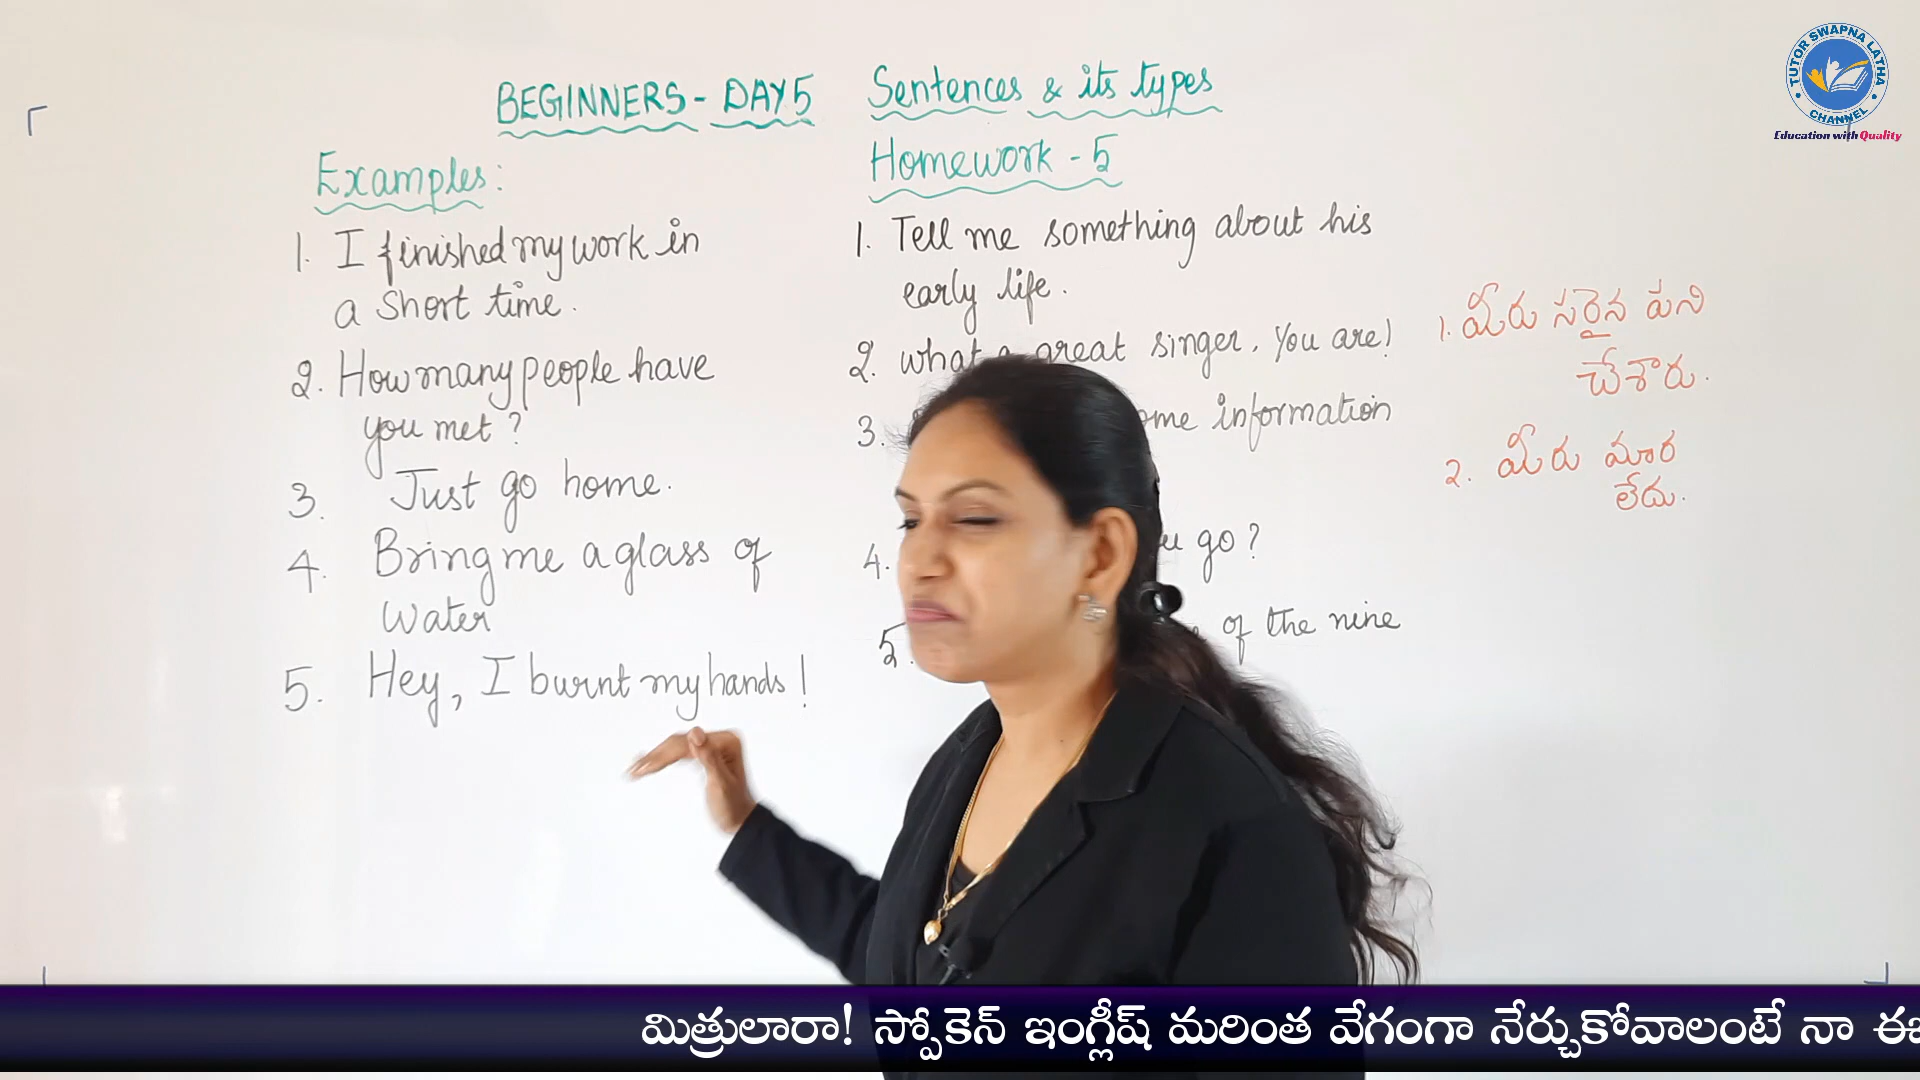 TUTOR SWAPNA LATHA
CHANNEL
Education with Quality
BEGINNERS - DAY 5
Sentences & its types
Homework - 5
Examples:
1. I finished my work in
a Short time.
2. How many people have
you met ?
3. Just go home.
4. Bring me a glass of
Water
5. Hey, I burnt my hands !
1. Tell me something about his
early life.
2. what a great singer, You are!
3. information
4. go ?
5. of the nine
1. మీరు సరైన పని
చేశారు.
2. మీరు మార
లేదు.
మిత్రులారా! స్పోకెన్ ఇంగ్లీష్ మరింత వేగంగా నేర్చుకోవాలంటే నా ఈ